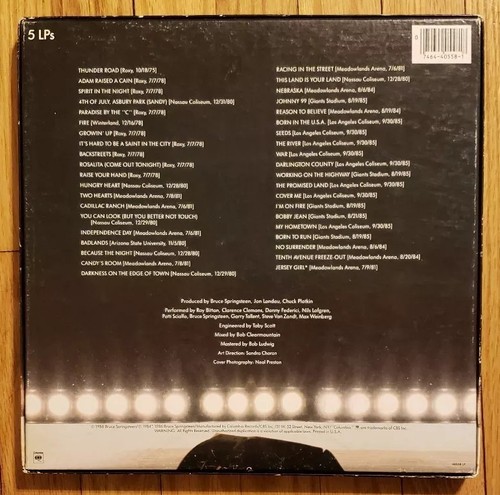 5 LPs
THUNDER ROAD [Roxy, 10/18/75]
ADAM RAISED A CAIN [Roxy, 7/7/78]
SPIRIT IN THE NIGHT [Roxy, 7/7/78]
4TH OF JULY, ASBURY PARK (SANDY) [Nassau Coliseum, 12/31/80]
PARADISE BY THE "C" [Roxy, 7/7/78]
FIRE [Winterland, 12/16/78]
GROWIN' UP [Roxy, 7/7/78]
IT'S HARD TO BE A SAINT IN THE CITY [Roxy, 7/7/78]
BACKSTREETS [Roxy, 7/7/78]
ROSALITA (COME OUT TONIGHT) [Roxy, 7/7/78]
RAISE YOUR HAND [Roxy, 7/7/78]
HUNGRY HEART [Nassau Coliseum, 12/28/80]
TWO HEARTS [Meadowlands Arena, 7/8/81]
CADILLAC RANCH [Meadowlands Arena, 7/6/81]
YOU CAN LOOK (BUT YOU BETTER NOT TOUCH)
[Nassau Coliseum, 12/29/80]
INDEPENDENCE DAY [Meadowlands Arena, 7/6/81]
BADLANDS [Arizona State University, 11/5/80]
BECAUSE THE NIGHT [Nassau Coliseum, 12/28/80]
CANDY'S ROOM [Meadowlands Arena, 7/8/81]
DARKNESS ON THE EDGE OF TOWN [Nassau Coliseum, 12/29/80]
RACING IN THE STREET [Meadowlands Arena, 7/6/81]
THIS LAND IS YOUR LAND [Nassau Coliseum, 12/28/80]
NEBRASKA [Meadowlands Arena, 8/6/84]
JOHNNY 99 [Giants Stadium, 8/19/85]
REASON TO BELIEVE [Meadowlands Arena, 8/19/84]
BORN IN THE U.S.A. [Los Angeles Coliseum, 9/30/85]
SEEDS [Los Angeles Coliseum, 9/30/85]
THE RIVER [Los Angeles Coliseum, 9/30/85]
WAR [Los Angeles Coliseum, 9/30/85]
DARLINGTON COUNTY [Los Angeles Coliseum, 9/30/85]
WORKING ON THE HIGHWAY [Giants Stadium, 8/19/85]
THE PROMISED LAND [Los Angeles Coliseum, 9/30/85]
COVER ME [Los Angeles Coliseum, 9/30/85]
I'M ON FIRE [Giants Stadium, 8/19/85]
BOBBY JEAN [Giants Stadium, 8/21/85]
MY HOMETOWN [Los Angeles Coliseum, 9/30/85]
BORN TO RUN [Giants Stadium, 8/19/85]
NO SURRENDER [Meadowlands Arena, 8/6/84]
TENTH AVENUE FREEZE-OUT [Meadowlands Arena, 8/20/84]
JERSEY GIRL* [Meadowlands Arena, 7/9/81]
Produced by Bruce Springsteen, Jon Landau, Chuck Plotkin
Performed by Roy Bittan, Clarence Clemons, Danny Federici, Nils Lofgren,
Patti Scialfa, Bruce Springsteen, Garry Tallent, Steve Van Zandt, Max Weinberg
Engineered by Toby Scott
Mixed by Bob Clearmountain
Mastered by Bob Ludwig
Art Direction: Sandra Choron
Cover Photography: Neal Preston